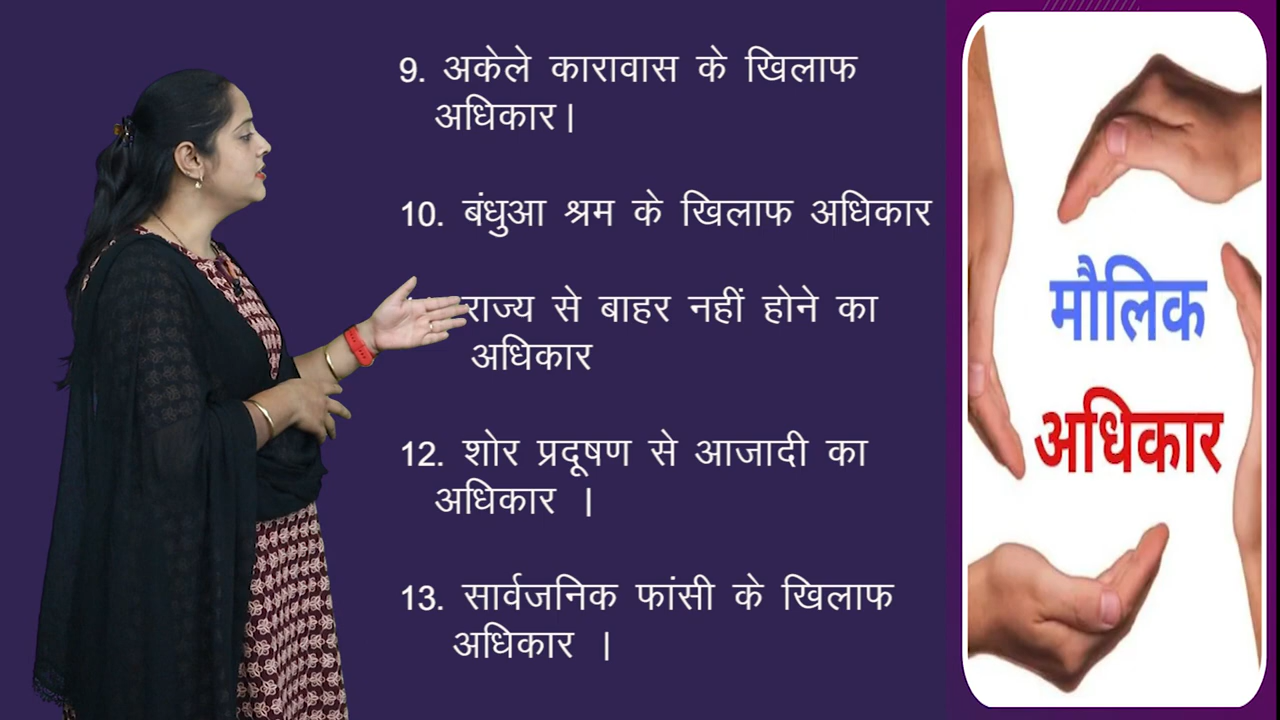 9. अकेले कारावास के खिलाफ
अधिकार।
10. बंधुआ श्रम के खिलाफ अधिकार
राज्य से बाहर नहीं होने का
अधिकार
12. शोर प्रदूषण से आजादी का
अधिकार ।
13. सार्वजनिक फांसी के खिलाफ
अधिकार ।
मौलिक
अधिकार